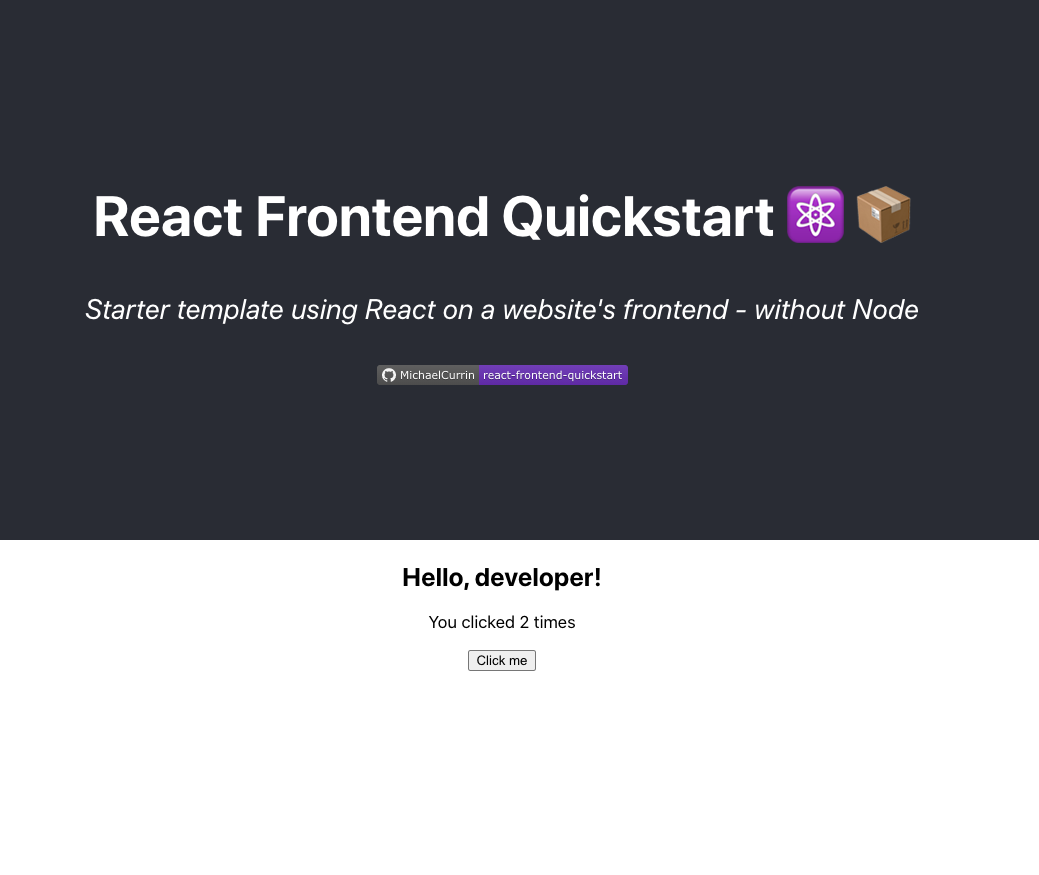 React Frontend Quickstart ⚛️ 📦
Starter template using React on a website's frontend - without Node
MichaelCurrin react-frontend-quickstart
Hello, developer!
You clicked 2 times
Click me